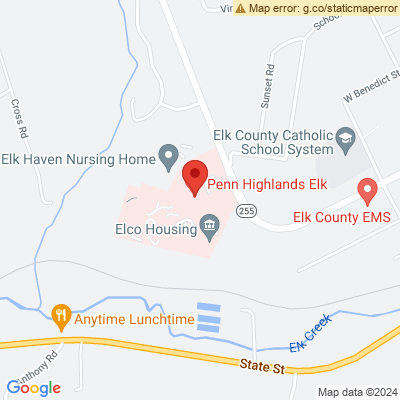 Map error: g.co/staticmaperror
Sunset Rd
W Benedict St
Cross Rd
Elk County Catholic
School System
Elk Haven Nursing Home
Penn Highlands Elk
255
Elk County EMS
Elco Housing
Anytime Lunchtime
Elk Creek
State St
Anthony Rd
Google
Map data ©2024